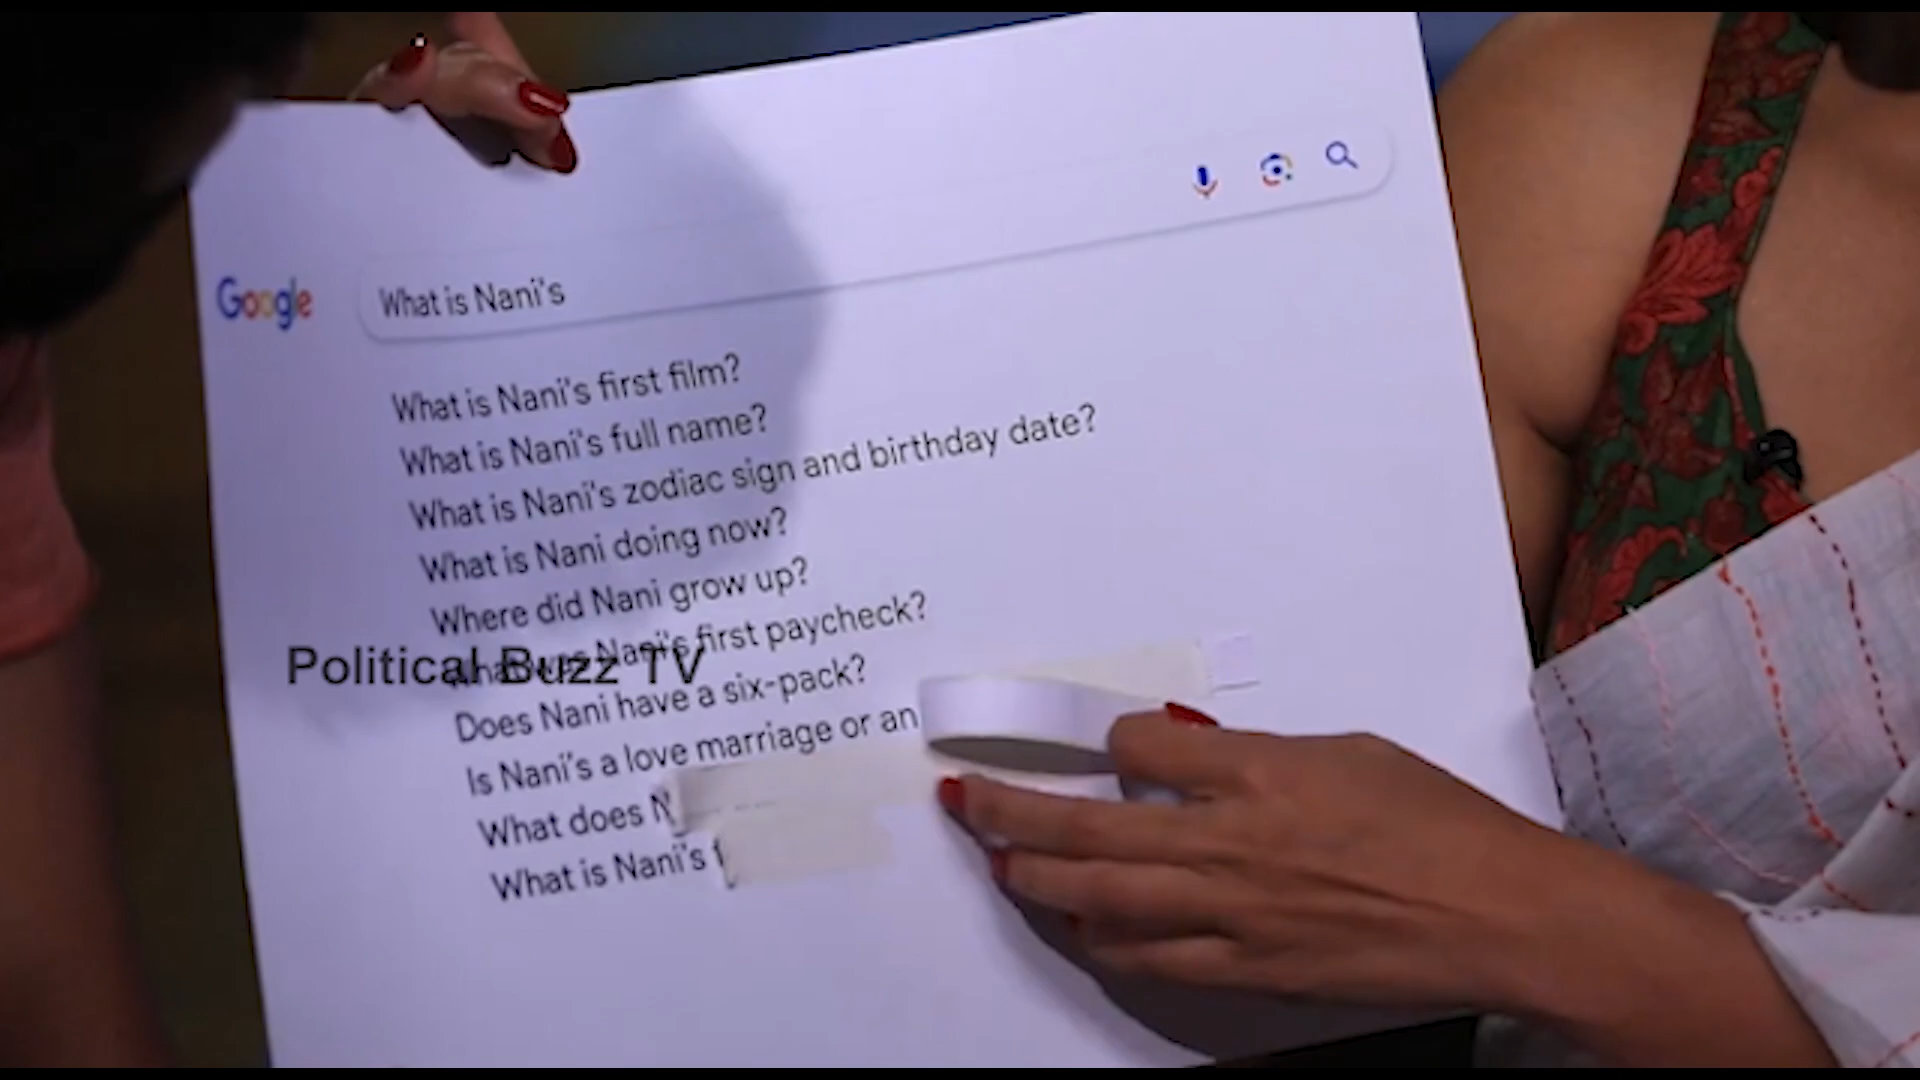 Google
What is Nani's
What is Nani's first film?
What is Nani's full name?
What is Nani's zodiac sign and birthday date?
What is Nani doing now?
Where did Nani grow up?
What was Nani's first paycheck?
Political Buzz TV
Does Nani have a six-pack?
Is Nani's a love marriage or an
What does N
What is Nani's f